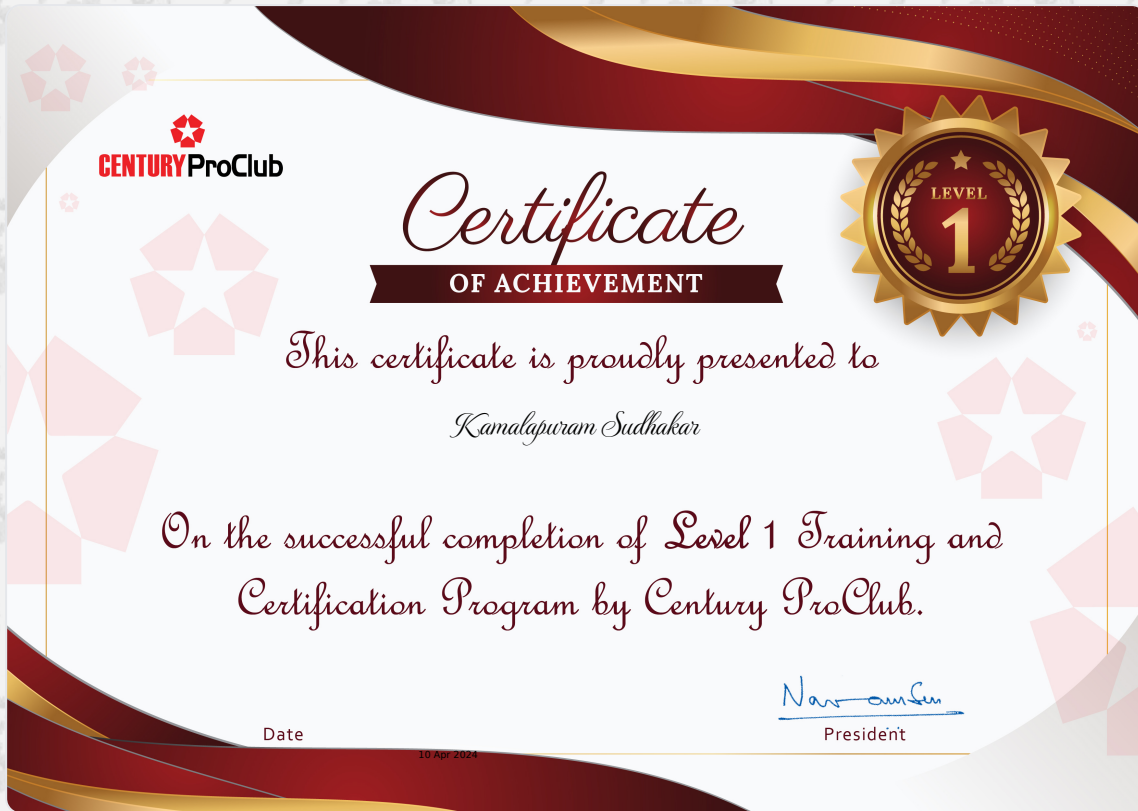 CENTURY ProClub
LEVEL
1
Certificate
OF ACHIEVEMENT
This certificate is proudly presented to
Kamalapuram Sudhakar
On the successful completion of Level 1 Training and
Certification Program by Century ProClub.
Date
10 Apr 2024
President